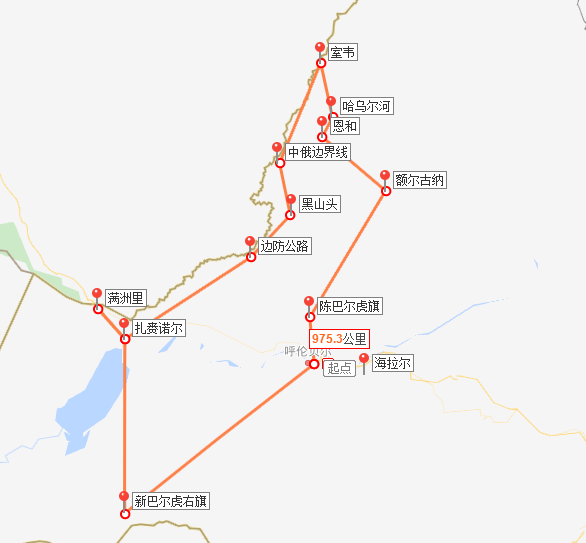 室韦
哈乌尔河
恩和
中俄边界线
额尔古纳
黑山头
边防公路
满洲里
陈巴尔虎旗
扎赉诺尔
975.3公里
呼伦贝尔
海拉尔
起点
新巴尔虎右旗